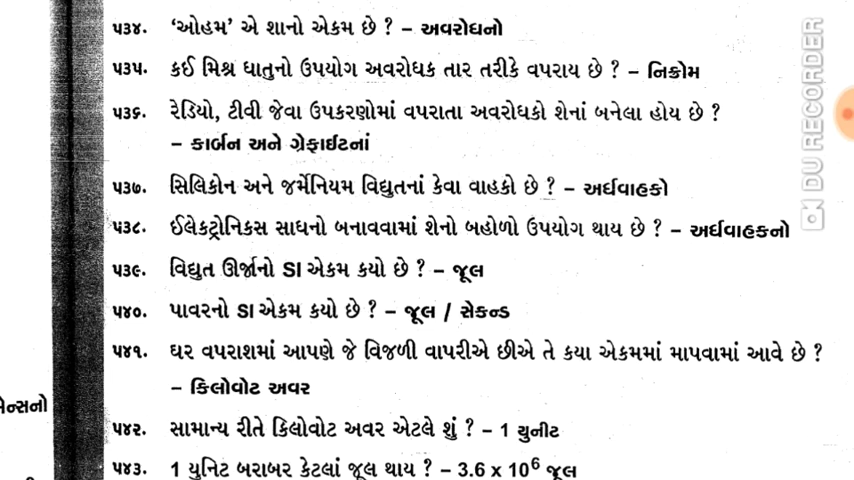 ૫૩૪. ‘ઓહમ’ એ શાનો એકમ છે ? – અવરોધનો
૫૩૫. કઈ મિશ્ર ધાતુનો ઉપયોગ અવરોધક તાર તરીકે વપરાય છે ? – નિક્રોમ
૫૩૬. રેડિયો, ટીવી જેવા ઉપકરણોમાં વપરાતા અવરોધકો શેનાં બનેલા હોય છે ?
– કાર્બન અને ગ્રેફાઈટનાં
૫૩૭. સિલિકોન અને જર્મેનિયમ વિદ્યુતનાં કેવા વાહકો છે ? – અર્ધવાહકો
૫૩૮. ઈલેક્ટ્રોનિકસ સાધનો બનાવવામાં શેનો બહોળો ઉપયોગ થાય છે ? – અર્ધવાહકનો
૫૩૯. વિદ્યુત ઊર્જાનો SI એકમ કયો છે ? – જૂલ
૫૪૦. પાવરનો SI એકમ કયો છે ? – જૂલ / સેકન્ડ
૫૪૧. ઘર વપરાશમાં આપણે જે વિજળી વાપરીએ છીએ તે કયા એકમમાં માપવામાં આવે છે ?
– કિલોવોટ અવર
૫૪૨. સામાન્ય રીતે કિલોવોટ અવર એટલે શું ? – 1 યુનીટ
૫૪૩. 1 યુનિટ બરાબર કેટલાં જૂલ થાય ? – 3.6 x 10⁶ જૂલ
DU RECORDER